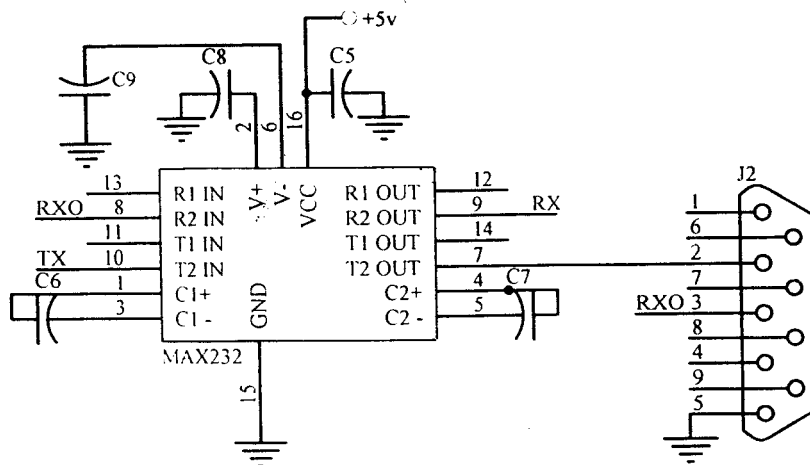 +5v
C8
C5
C9
2
6
16
J2
V+
V-
VCC
13
R1 IN
R1 OUT
12
1
RXO
8
R2 IN
R2 OUT
9
RX
6
11
T1 IN
T1 OUT
14
2
TX
10
T2 IN
T2 OUT
7
7
C6
1
C1+
C2+
4
C7
RXO
3
3
C1 -
C2 -
5
8
GND
4
MAX232
9
15
5